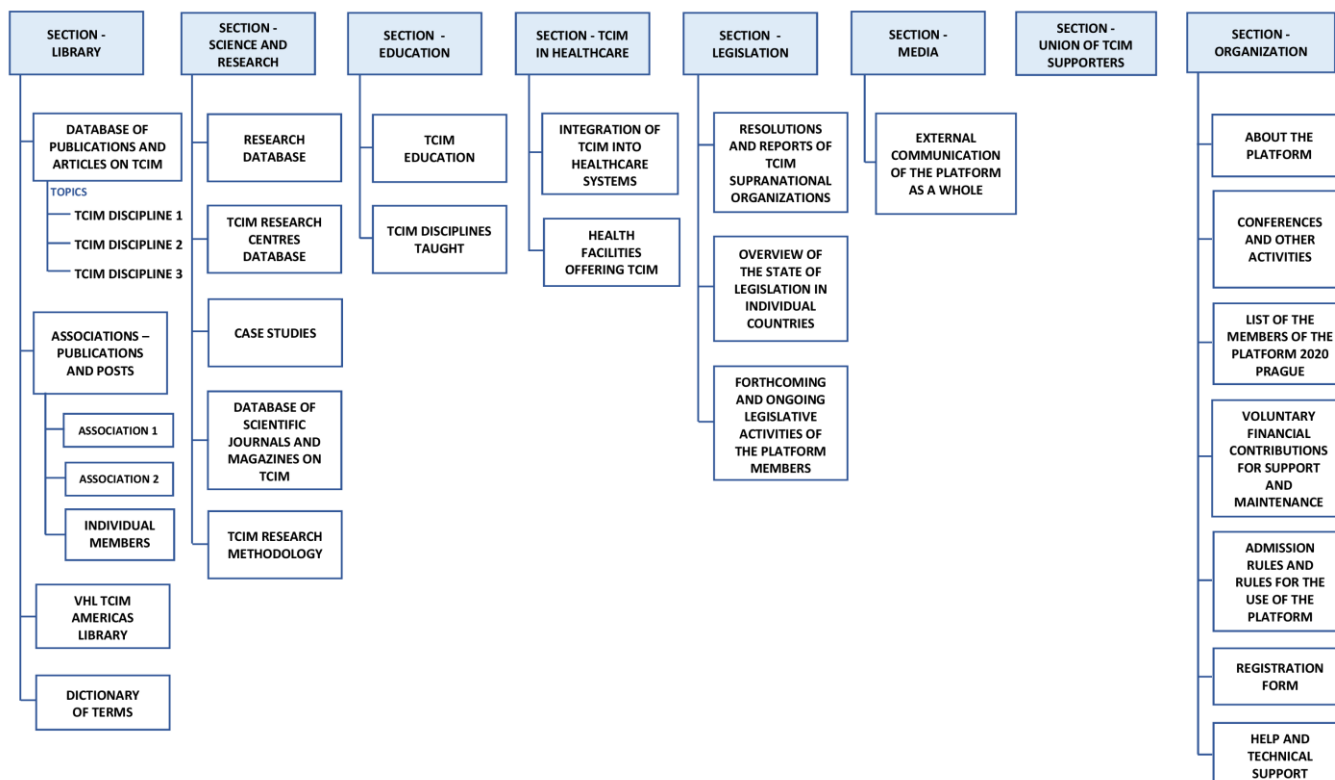 SECTION -
LIBRARY
DATABASE OF
PUBLICATIONS AND
ARTICLES ON TCIM
TOPICS
TCIM DISCIPLINE 1
TCIM DISCIPLINE 2
TCIM DISCIPLINE 3
ASSOCIATIONS –
PUBLICATIONS
AND POSTS
ASSOCIATION 1
ASSOCIATION 2
INDIVIDUAL
MEMBERS
VHL TCIM
AMERICAS
LIBRARY
DICTIONARY
OF TERMS
SECTION -
SCIENCE AND
RESEARCH
RESEARCH
DATABASE
TCIM RESEARCH
CENTRES
DATABASE
CASE STUDIES
DATABASE OF
SCIENTIFIC
JOURNALS AND
MAGAZINES ON
TCIM
TCIM RESEARCH
METHODOLOGY
SECTION -
EDUCATION
TCIM
EDUCATION
TCIM DISCIPLINES
TAUGHT
SECTION - TCIM
IN HEALTHCARE
INTEGRATION OF
TCIM INTO
HEALTHCARE
SYSTEMS
HEALTH
FACILITIES
OFFERING TCIM
SECTION -
LEGISLATION
RESOLUTIONS
AND REPORTS OF
TCIM
SUPRANATIONAL
ORGANIZATIONS
OVERVIEW OF
THE STATE OF
LEGISLATION IN
INDIVIDUAL
COUNTRIES
FORTHCOMING
AND ONGOING
LEGISLATIVE
ACTIVITIES OF
THE PLATFORM
MEMBERS
SECTION -
MEDIA
EXTERNAL
COMMUNICATION
OF THE PLATFORM
AS A WHOLE
SECTION -
UNION OF TCIM
SUPPORTERS
SECTION -
ORGANIZATION
ABOUT THE
PLATFORM
CONFERENCES
AND OTHER
ACTIVITIES
LIST OF THE
MEMBERS OF THE
PLATFORM 2020
PRAGUE
VOLUNTARY
FINANCIAL
CONTRIBUTIONS
FOR SUPPORT
AND
MAINTENANCE
ADMISSION
RULES AND
RULES FOR THE
USE OF THE
PLATFORM
REGISTRATION
FORM
HELP AND
TECHNICAL
SUPPORT